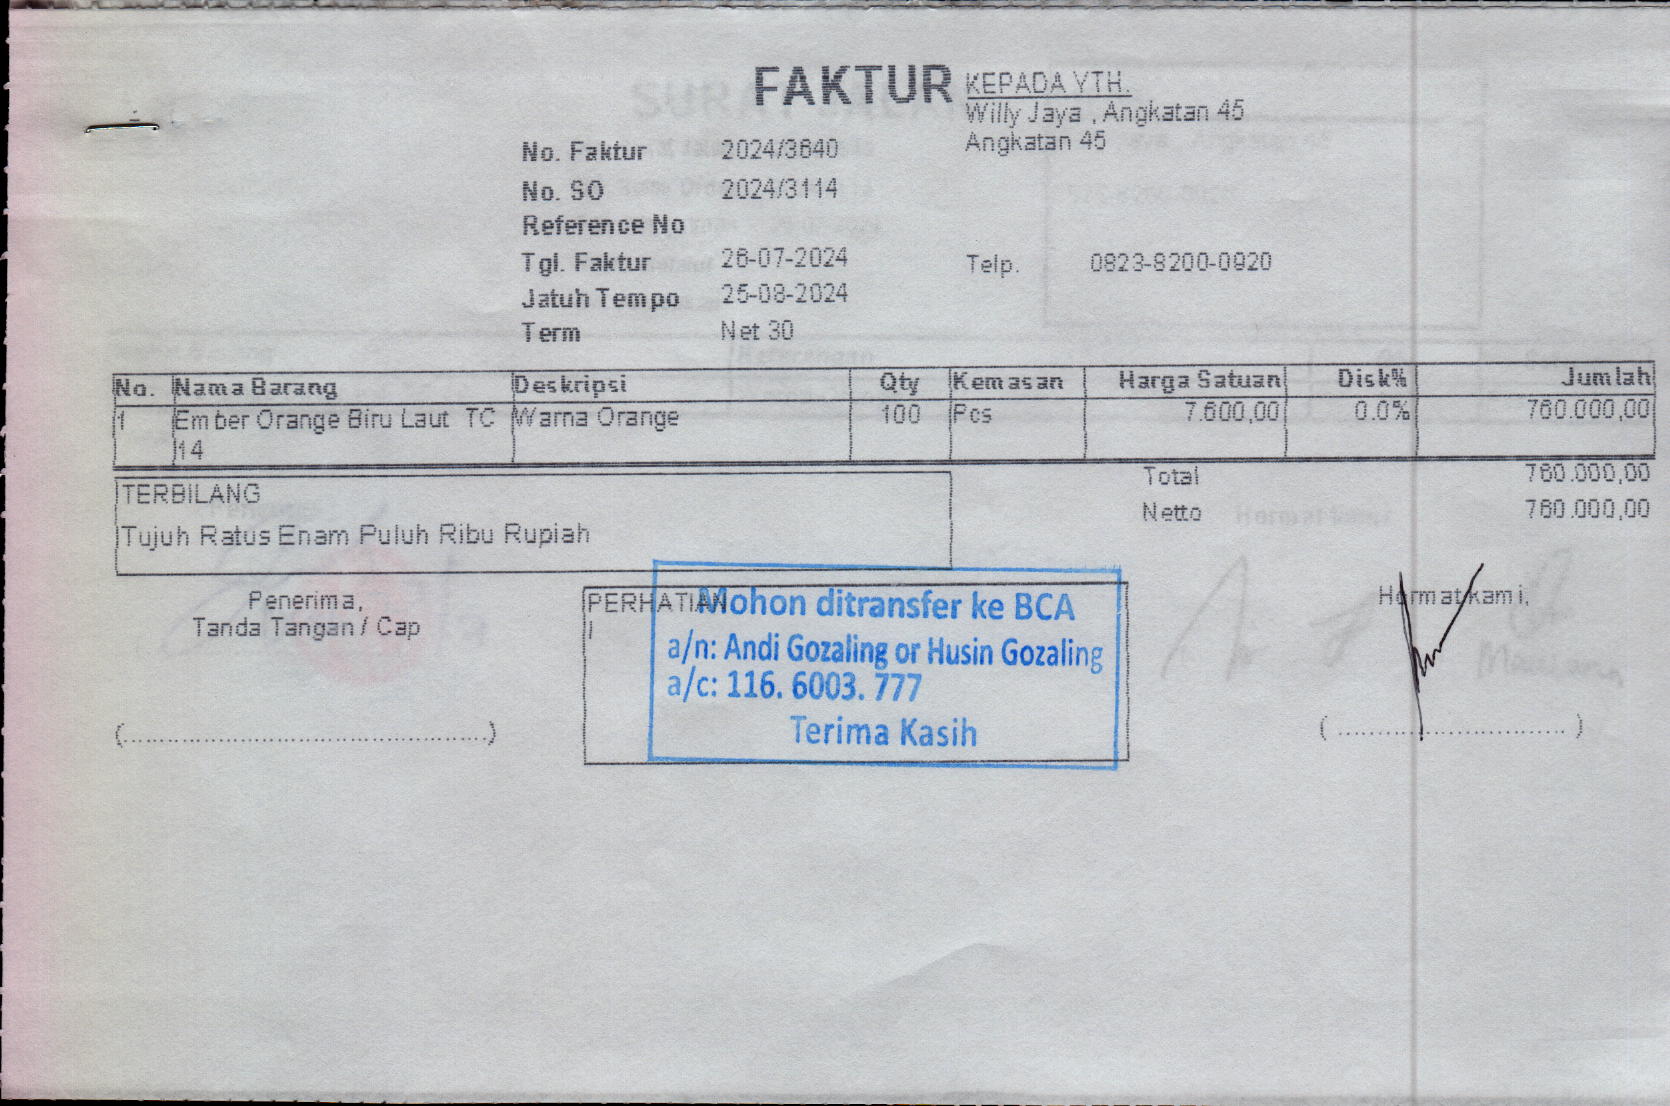 FAKTUR
KEPADA YTH.
Willy Jaya , Angkatan 45
Angkatan 45
No. Faktur 2024/3640
No. SO 2024/3114
Reference No
Tgl. Faktur 26-07-2024
Telp. 0823-8200-0920
Jatuh Tempo 25-08-2024
Term Net 30
No. Nama Barang Deskripsi Qty Kemasan Harga Satuan Disk% Jumlah
1 Ember Orange Biru Laut TC Warna Orange 100 Pcs 7.600,00 0.0% 760.000,00
14
Total 760.000,00
Netto 760.000,00
TERBILANG
Tujuh Ratus Enam Puluh Ribu Rupiah
Penerima,
Tanda Tangan / Cap
(..................................................)
PERHATIAN
Mohon ditransfer ke BCA
a/n: Andi Gozaling or Husin Gozaling
a/c: 116. 6003. 777
Terima Kasih
Hormat kami,
( ............................... )